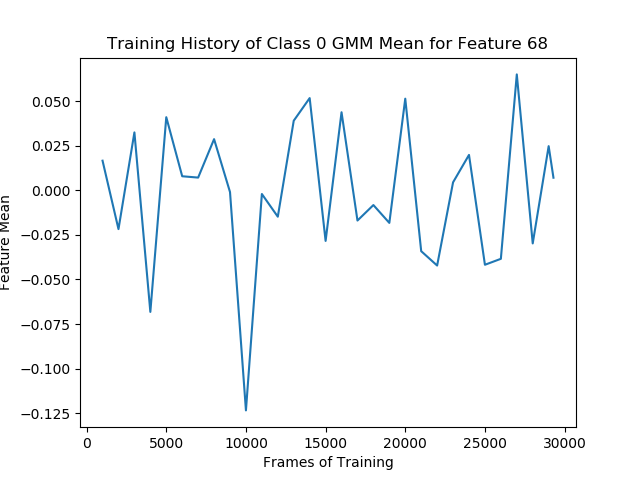 Training History of Class 0 GMM Mean for Feature 68
Feature Mean
0.050
0.025
0.000
−0.025
−0.050
−0.075
−0.100
−0.125
0 5000 10000 15000 20000 25000 30000
Frames of Training